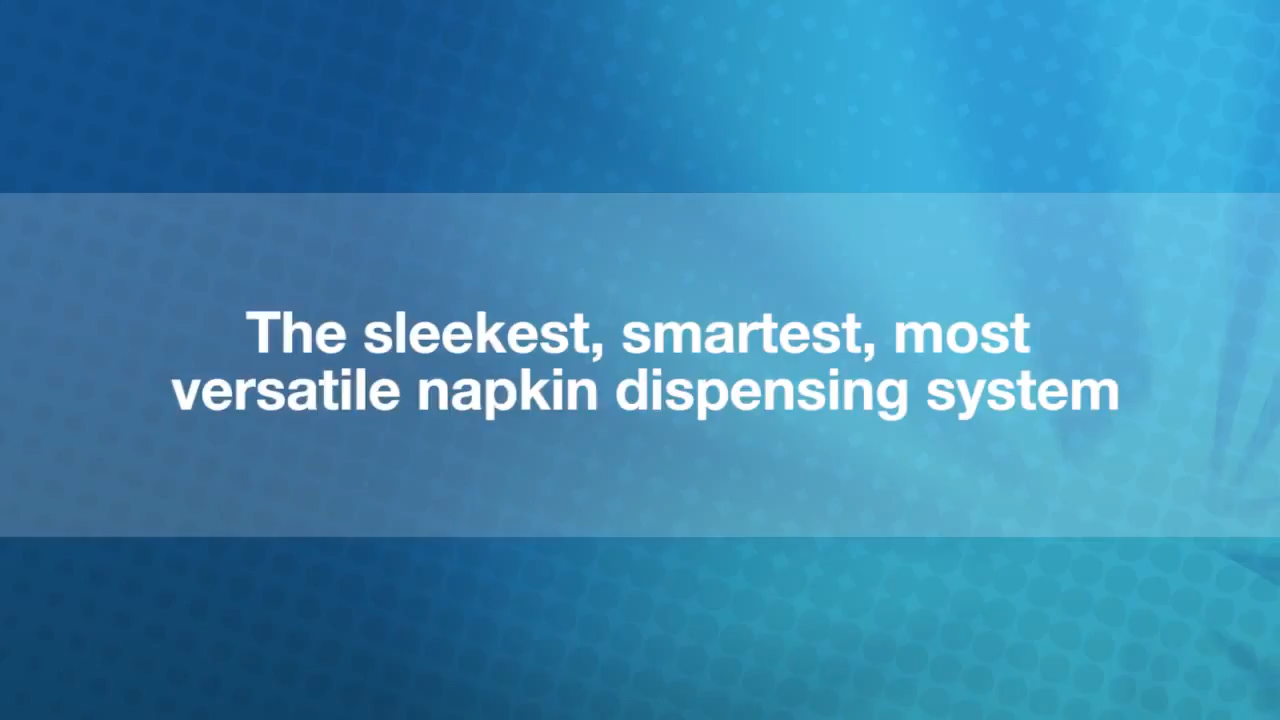 The sleekest, smartest, most
versatile napkin dispensing system